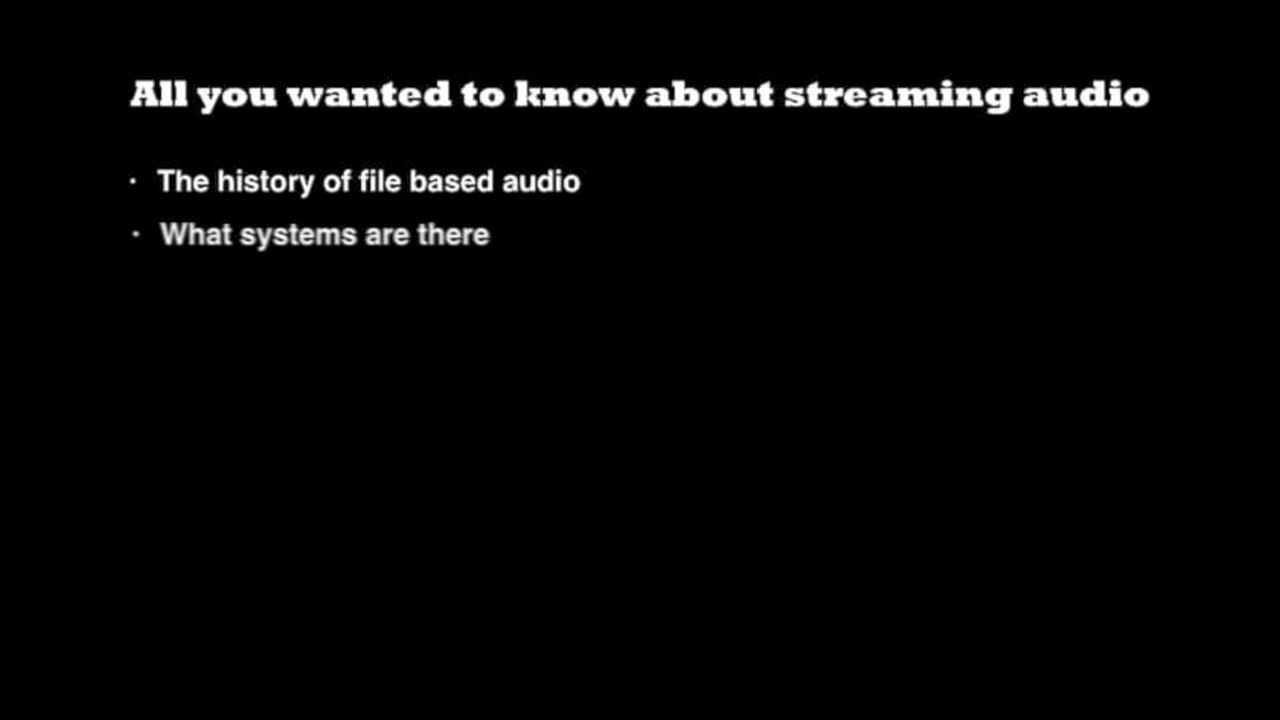 All you wanted to know about streaming audio
· The history of file based audio
· What systems are there